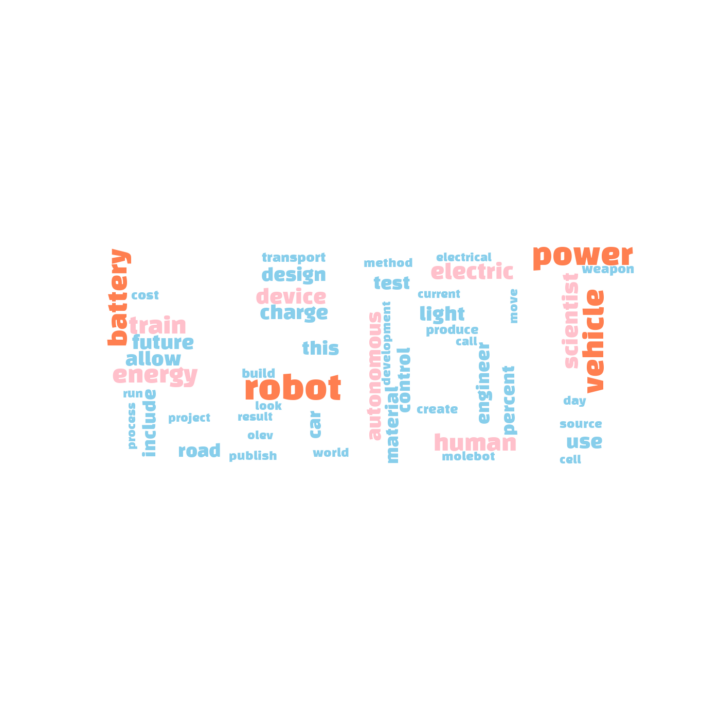 battery
cost
train
future
allow
energy
run
process
include
project
road
transport
design
device
charge
this
build
robot
look
result
olev
publish
car
world
method
test
autonomous
development
control
material
electrical
electric
current
light
move
produce
call
engineer
percent
create
human
molebot
power
weapon
scientist
vehicle
day
source
use
cell